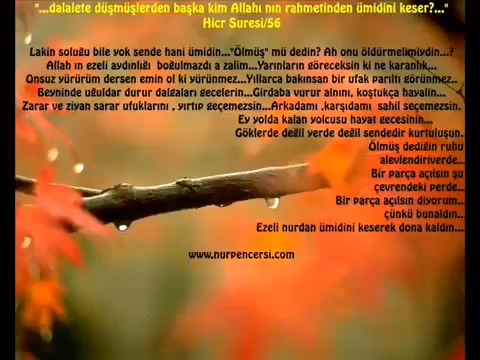 "...dalalete düşmüşlerden başka kim Allahı nın rahmetinden ümidini keser?..."
Hicr Suresi/56
Lakin soluğu bile yok sende hani ümidin..."Ölmüş" mü dedin? Ah onu öldürmelimiydin...?
Allah ın ezeli aydınlığı boğulmazdı a zalim...Yarınların göreceksin ki ne karanlık,..
Onsuz yürürüm dersen emin ol ki yürünmez...Yıllarca bakınsan bir ufak parıltı görünmez..
Beyninde uğuldar durur dalgaları gecelerin...Girdaba vurur alnını, koştukça hayalin...
Zarar ve ziyan sarar ufuklarını , yırtıp geçemezsin...Arkadamı ,karşıdamı sahil seçemezsin.
Ey yolda kalan yolcusu hayat gecesinin...
Göklerde değil yerde değil sendedir kurtuluşun..
Ölmüş dediğin ruhu
alevlendiriverde...
Bir parça açılsın şu
çevrendeki perde...
Bir parça açılsın diyorum...
çünkü bunaldın...
Ezeli nurdan ümidini keserek dona kaldın...
www.nurpencersi.com